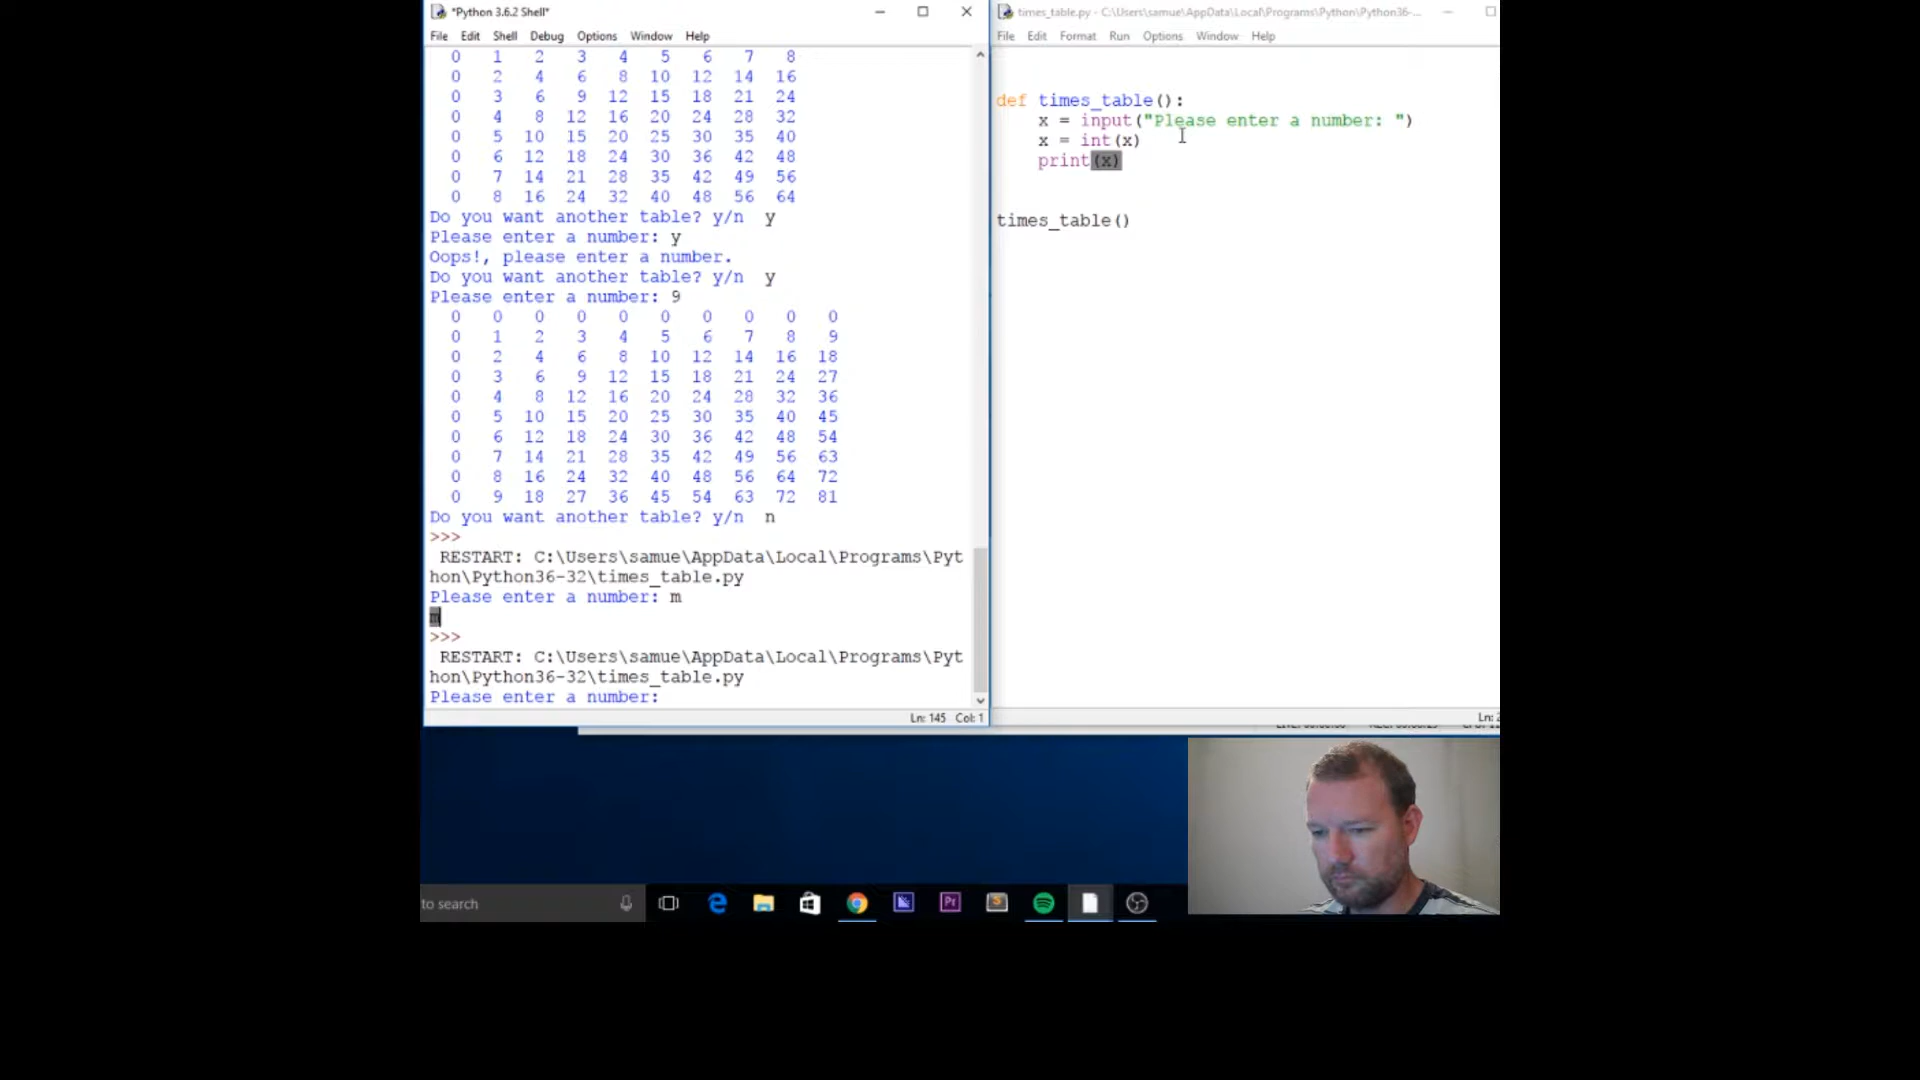 *Python 3.6.2 Shell*
File Edit Shell Debug Options Window Help
0 1 2 3 4 5 6 7 8
0 2 4 6 8 10 12 14 16
0 3 6 9 12 15 18 21 24
0 4 8 12 16 20 24 28 32
0 5 10 15 20 25 30 35 40
0 6 12 18 24 30 36 42 48
0 7 14 21 28 35 42 49 56
0 8 16 24 32 40 48 56 64
Do you want another table? y/n  y
Please enter a number: y
Oops!, please enter a number.
Do you want another table? y/n  y
Please enter a number: 9
0 0 0 0 0 0 0 0 0 0
0 1 2 3 4 5 6 7 8 9
0 2 4 6 8 10 12 14 16 18
0 3 6 9 12 15 18 21 24 27
0 4 8 12 16 20 24 28 32 36
0 5 10 15 20 25 30 35 40 45
0 6 12 18 24 30 36 42 48 54
0 7 14 21 28 35 42 49 56 63
0 8 16 24 32 40 48 56 64 72
0 9 18 27 36 45 54 63 72 81
Do you want another table? y/n  n
>>>
RESTART: C:\Users\samue\AppData\Local\Programs\Pyt
hon\Python36-32\times_table.py
Please enter a number: m
m
>>>
RESTART: C:\Users\samue\AppData\Local\Programs\Pyt
hon\Python36-32\times_table.py
Please enter a number:
Ln: 145 Col: 1
times_table.py - C:\Users\samue\AppData\Local\Programs\Python\Python36-...
File Edit Format Run Options Window Help
def times_table():
x = input("Please enter a number: ")
x = int(x)
print(x)
times_table()
Ln:
to search
Pr
S